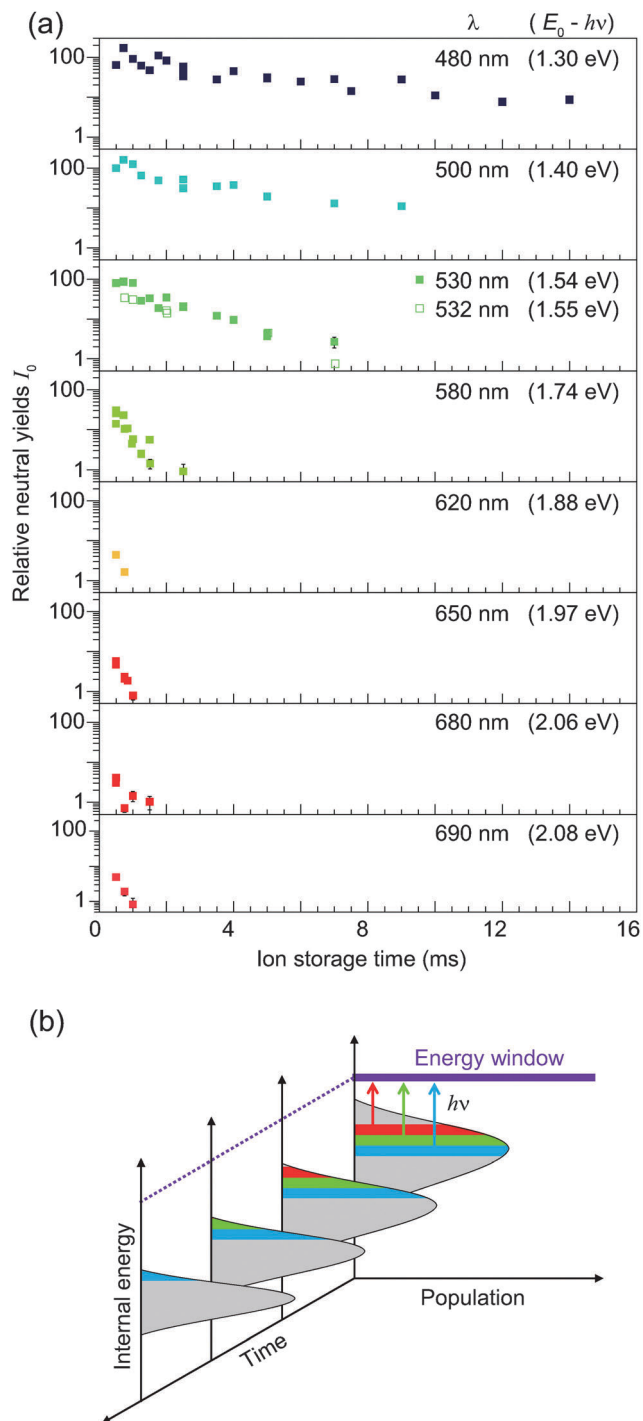 (a)
λ (E0 - hν)
480 nm (1.30 eV)
100
1
500 nm (1.40 eV)
100
1
530 nm (1.54 eV)
532 nm (1.55 eV)
100
1
580 nm (1.74 eV)
100
1
620 nm (1.88 eV)
100
1
650 nm (1.97 eV)
100
1
680 nm (2.06 eV)
100
1
690 nm (2.08 eV)
100
1
Relative neutral yields I0
0 4 8 12 16
Ion storage time (ms)
(b)
Energy window
hν
Internal energy
Time
Population